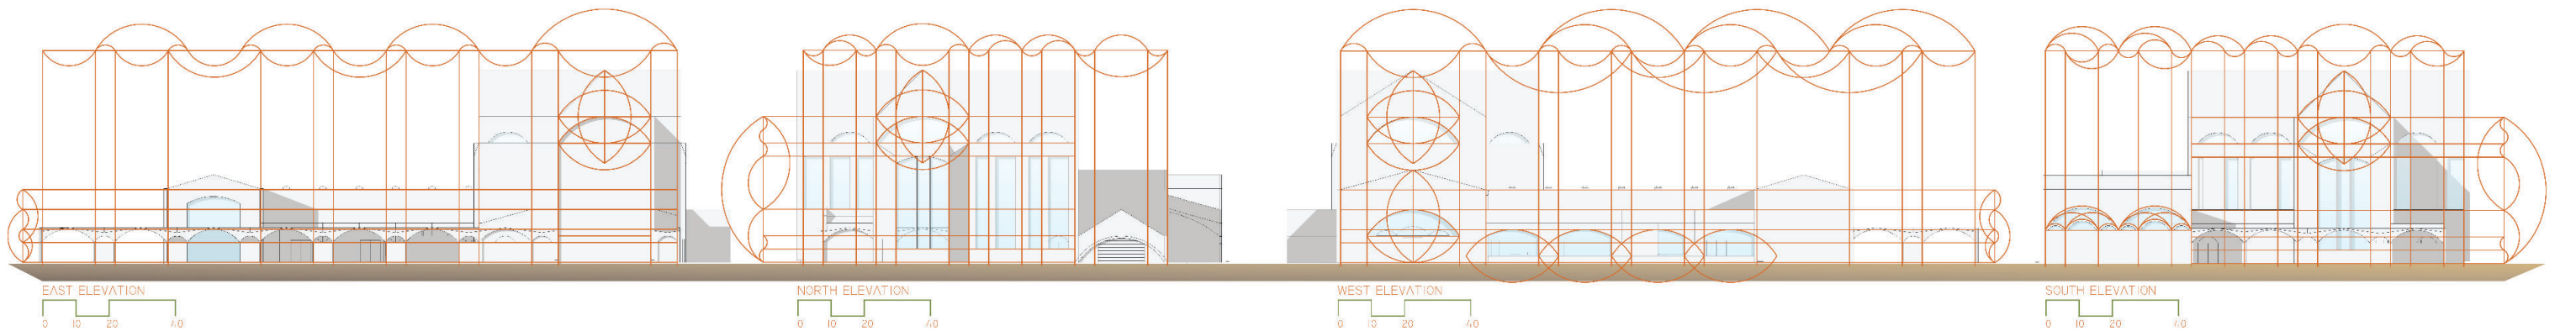 EAST ELEVATION
0 10 20 40
NORTH ELEVATION
0 10 20 40
WEST ELEVATION
0 10 20 40
SOUTH ELEVATION
0 10 20 40